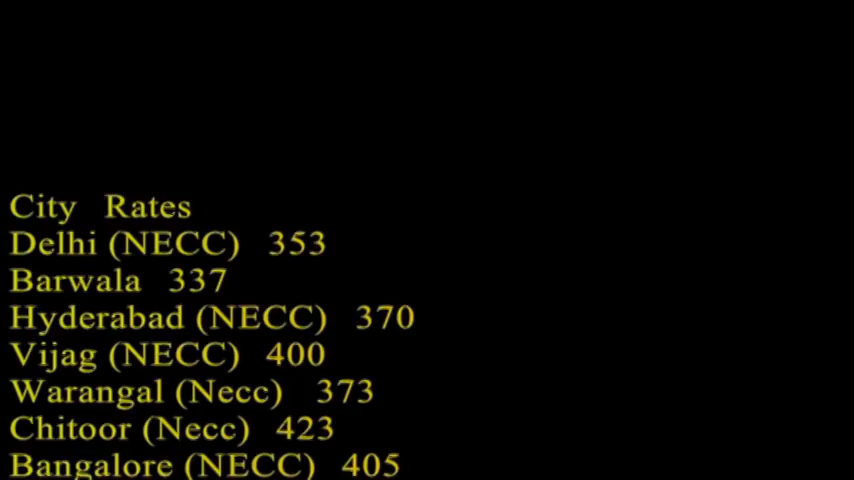 City Rates
Delhi (NECC) 353
Barwala 337
Hyderabad (NECC) 370
Vijag (NECC) 400
Warangal (Necc) 373
Chitoor (Necc) 423
Bangalore (NECC) 405